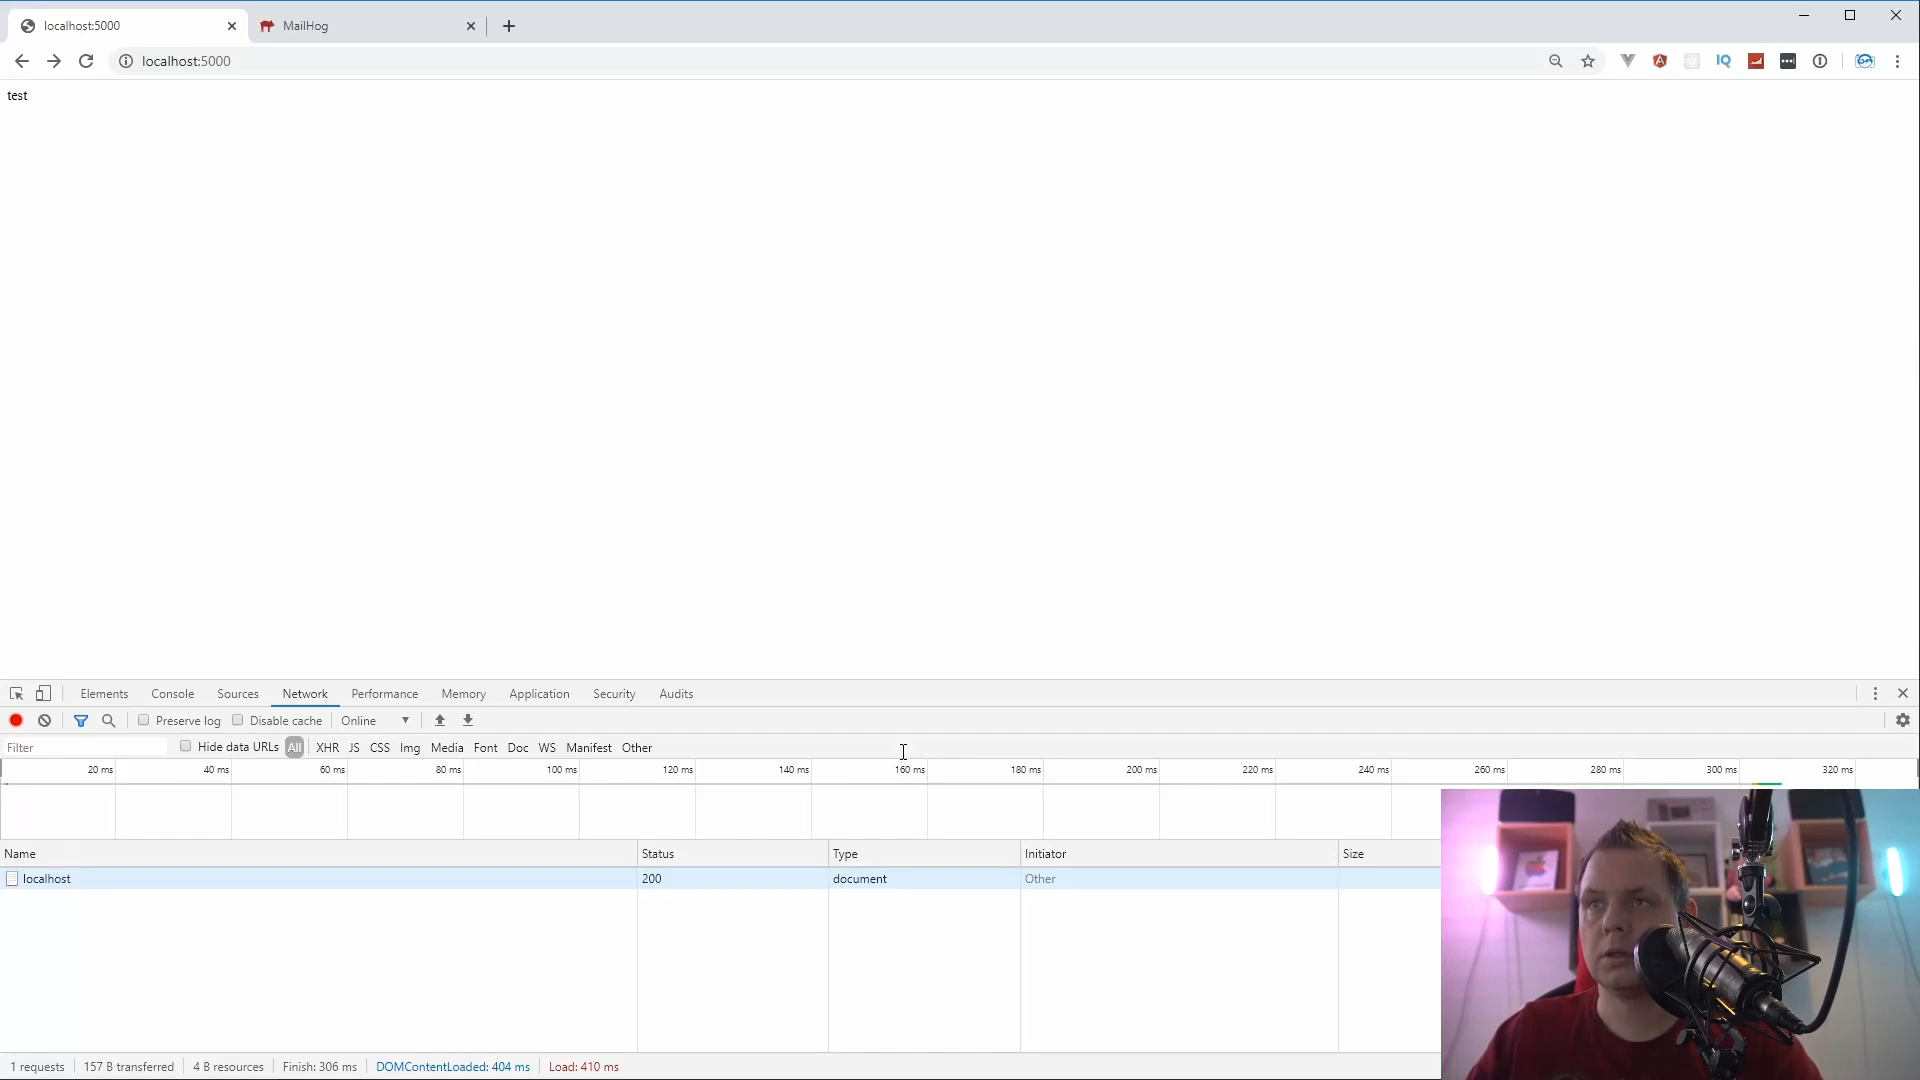 localhost:5000
MailHog
localhost:5000
IQ
test
Elements Console Sources Network Performance Memory Application Security Audits
Preserve log Disable cache Online
Filter Hide data URLs All XHR JS CSS Img Media Font Doc WS Manifest Other
20 ms 40 ms 60 ms 80 ms 100 ms 120 ms 140 ms 160 ms 180 ms 200 ms 220 ms 240 ms 260 ms 280 ms 300 ms 320 ms
Name Status Type Initiator Size
localhost 200 document Other
1 requests 157 B transferred 4 B resources Finish: 306 ms DOMContentLoaded: 404 ms Load: 410 ms